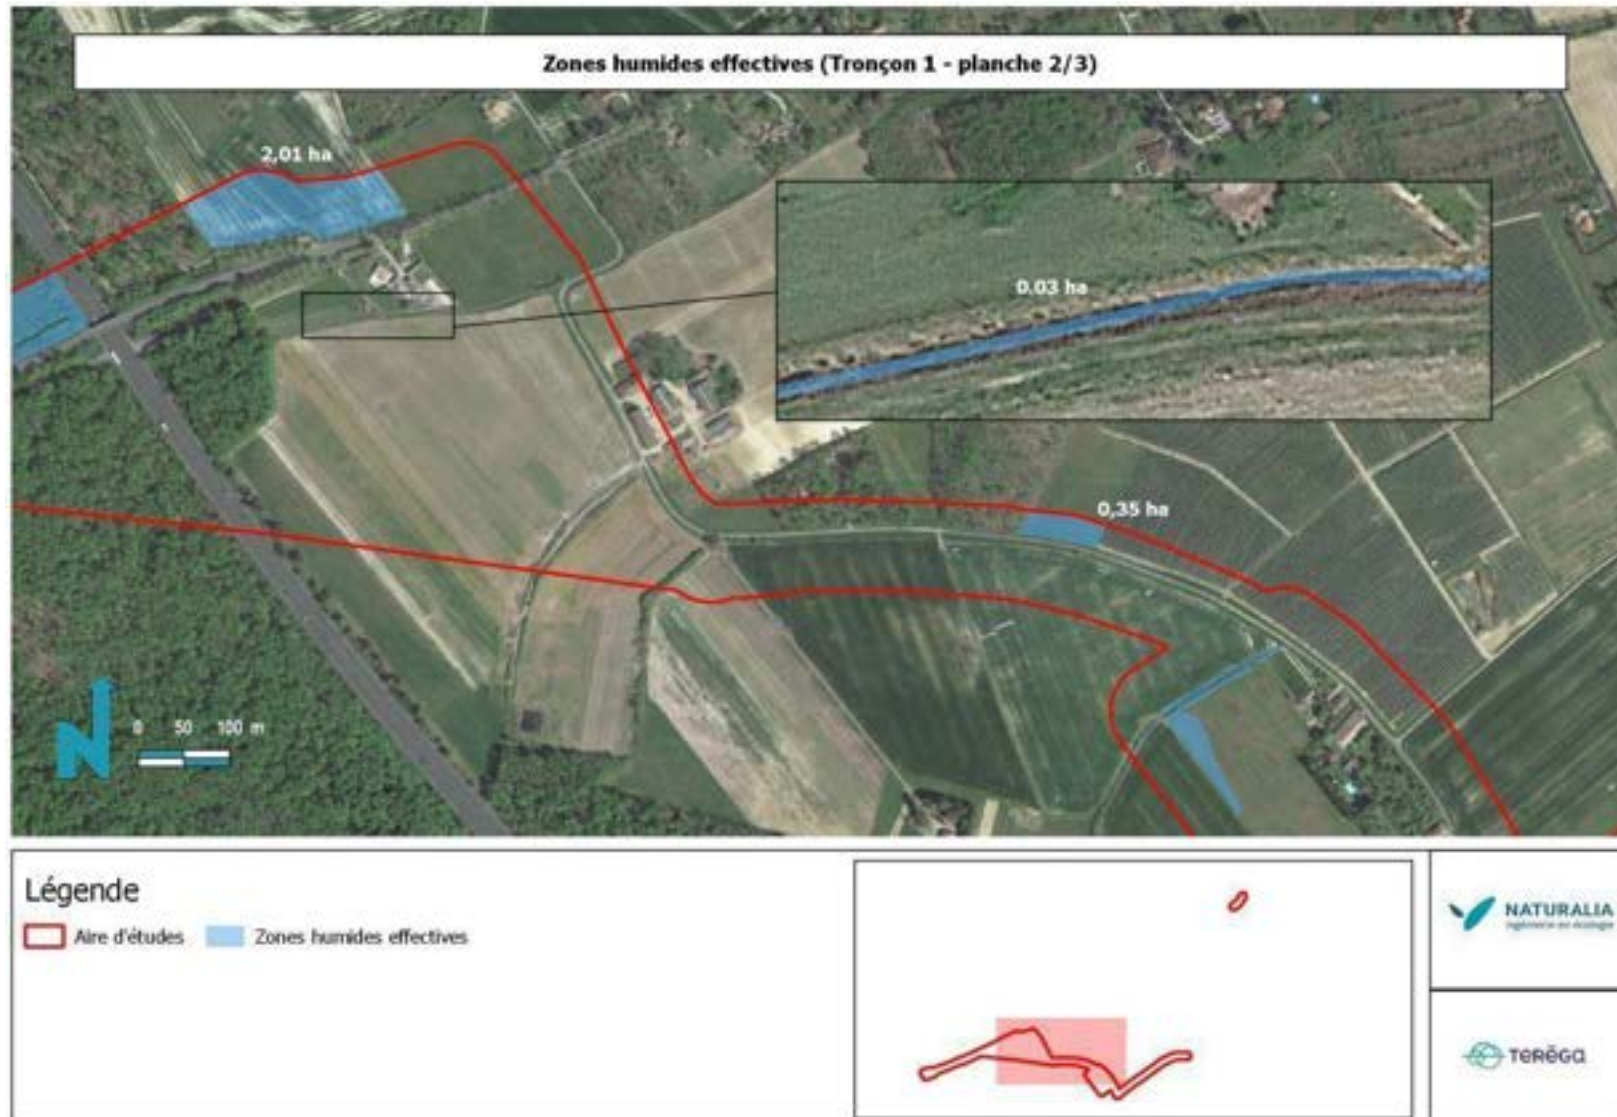 Zones humides effectives (Tronçon 1 - planche 2/3)
2,01 ha
0.03 ha
0,35 ha
0 50 100 m
Légende
Aire d'études Zones humides effectives
NATURALIA
TERÉGA